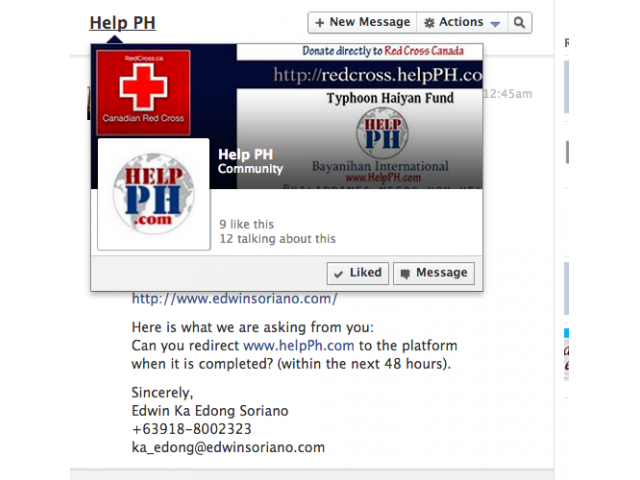 Help PH
+ New Message
Actions
R
RedCross.ca
Canadian Red Cross
Donate directly to Red Cross Canada
http://redcross.helpPH.co
Typhoon Haiyan Fund
HELP
PH
Bayanihan International
www.HelpPH.com
12:45am
HELP
PH
.com
Help PH
Community
9 like this
12 talking about this
Liked
Message
http://www.edwinsoriano.com/
Here is what we are asking from you:
Can you redirect www.helpPh.com to the platform
when it is completed? (within the next 48 hours).
Sincerely,
Edwin Ka Edong Soriano
+63918-8002323
ka_edong@edwinsoriano.com